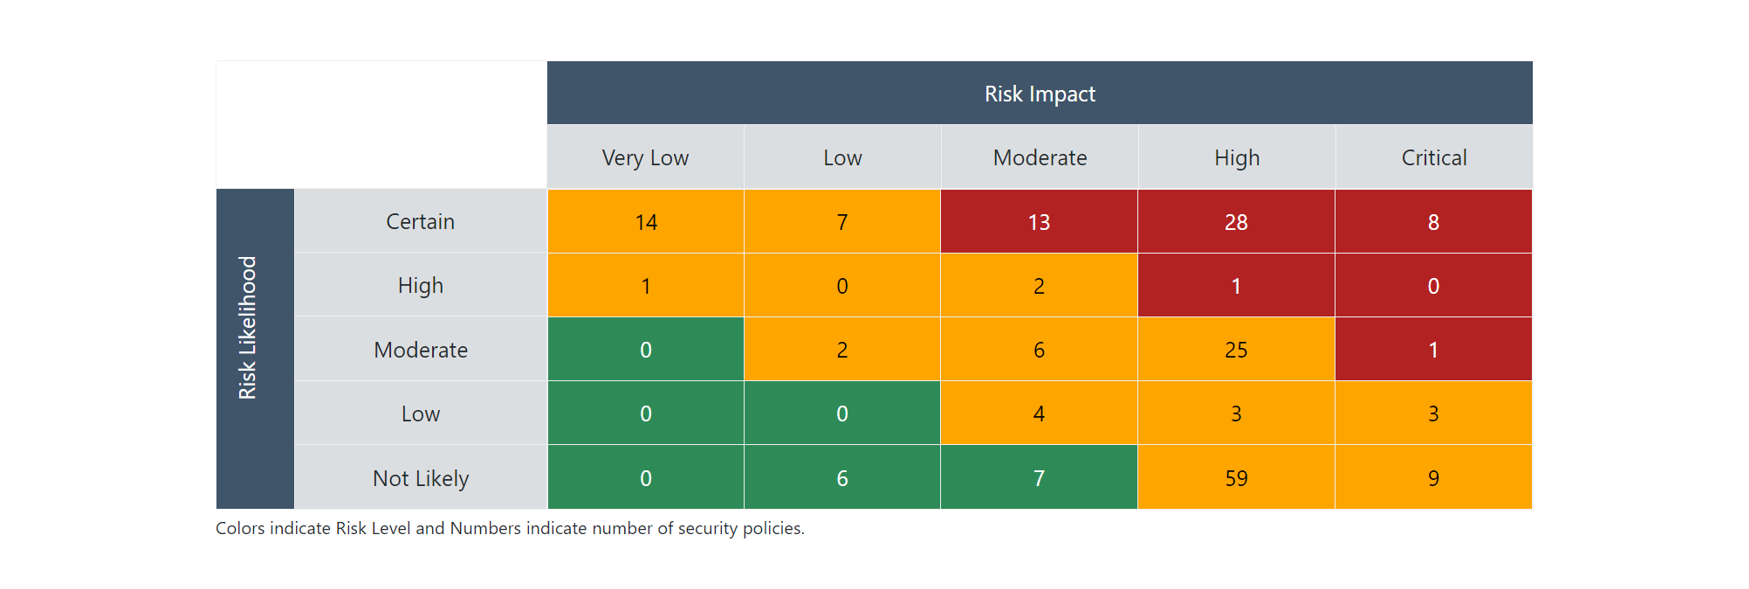 Risk Impact
Very Low Low Moderate High Critical
Risk Likelihood
Certain 14 7 13 28 8
High 1 0 2 1 0
Moderate 0 2 6 25 1
Low 0 0 4 3 3
Not Likely 0 6 7 59 9
Colors indicate Risk Level and Numbers indicate number of security policies.